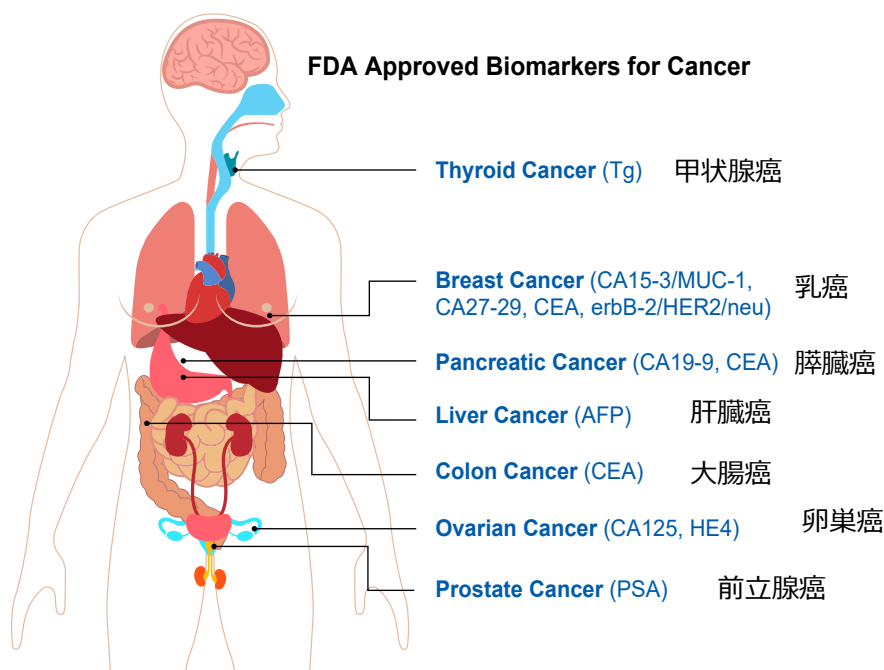 FDA Approved Biomarkers for Cancer
Thyroid Cancer (Tg) 甲状腺癌
Breast Cancer (CA15-3/MUC-1,
CA27-29, CEA, erbB-2/HER2/neu) 乳癌
Pancreatic Cancer (CA19-9, CEA) 膵臓癌
Liver Cancer (AFP) 肝臓癌
Colon Cancer (CEA) 大腸癌
Ovarian Cancer (CA125, HE4) 卵巣癌
Prostate Cancer (PSA) 前立腺癌